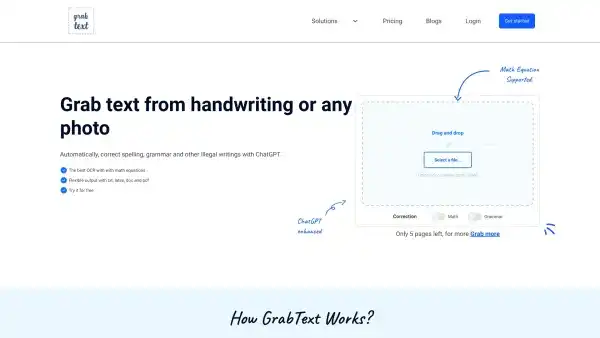 grab
text
Solutions
Pricing
Blogs
Login
Get started
Math Equation
Supported
Grab text from handwriting or any
photo
Automatically, correct spelling, grammar and other illegal writings with ChatGPT.
The best OCR with with math equations
Flexible output with txt, latex, doc and pdf
Try it for free
Drag and drop
Select a file...
ChatGPT
enhanced
Correction
Math
Grammar
Only 5 pages left, for more Grab more
How GrabText Works?